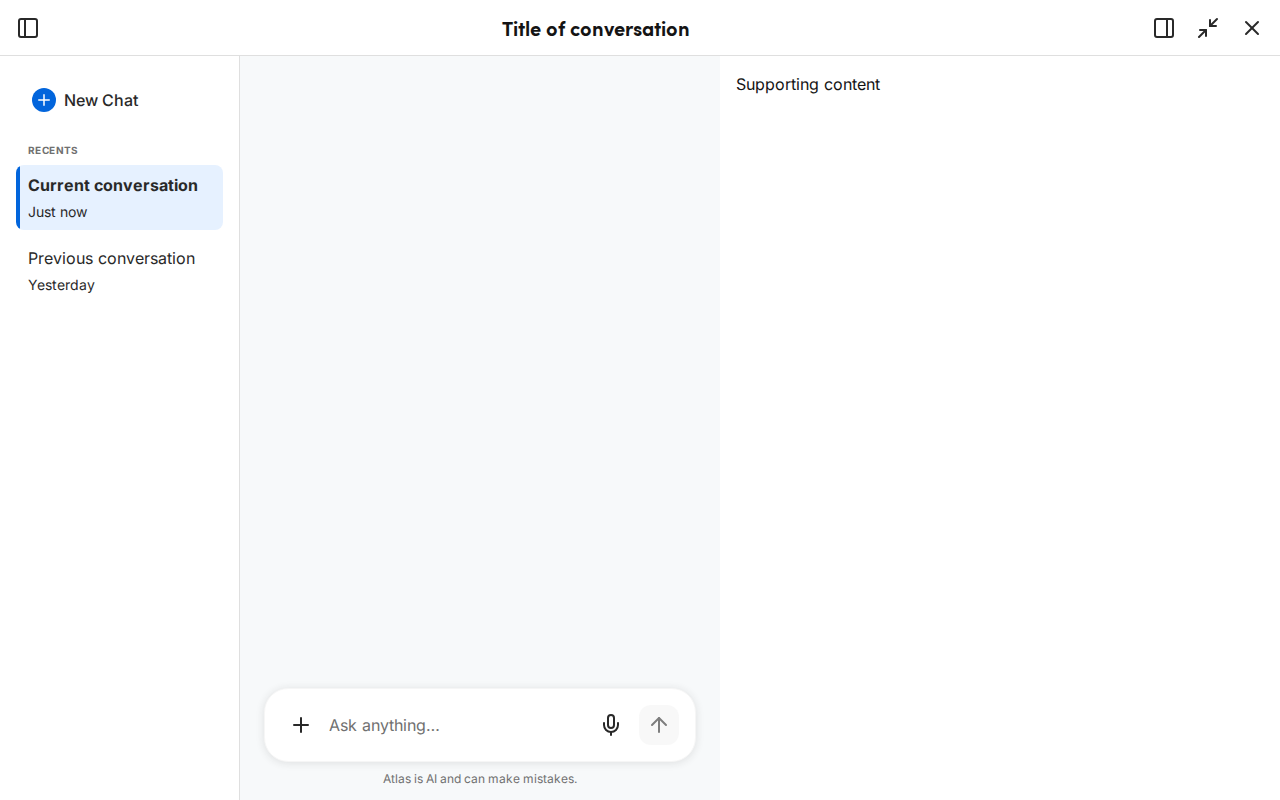 Title of conversation
New Chat
RECENTS
Current conversation
Just now
Previous conversation
Yesterday
Ask anything...
Atlas is AI and can make mistakes.
Supporting content